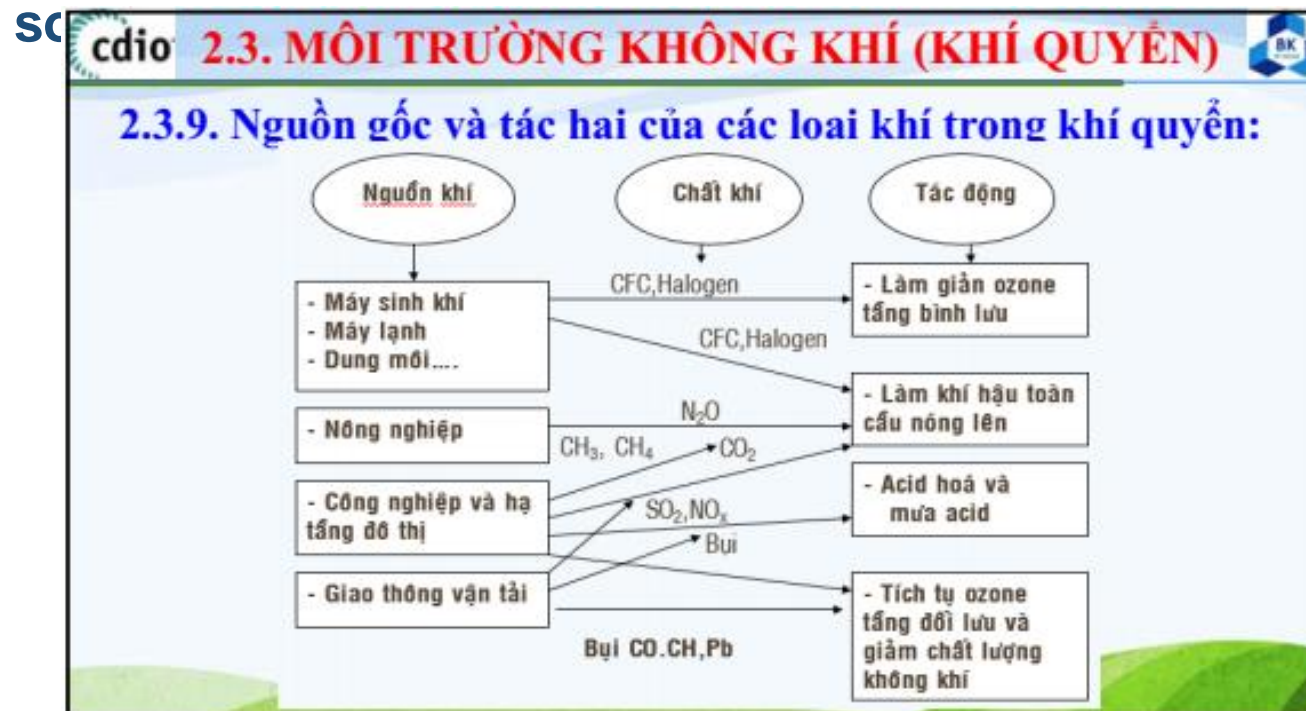 cdio
2.3. MÔI TRƯỜNG KHÔNG KHÍ (KHÍ QUYỂN)
BK
2.3.9. Nguồn gốc và tác hai của các loai khí trong khí quyển:
Nguồn khí
Chất khí
Tác động
- Máy sinh khí
- Máy lạnh
- Dung môi....
CFC,Halogen
CFC,Halogen
- Làm giản ozone
tầng bình lưu
- Nông nghiệp
N₂O
CH₃, CH₄
CO₂
- Làm khí hậu toàn
cầu nóng lên
- Công nghiệp và hạ
tầng đô thị
SO₂,NOₓ
Bụi
- Acid hoá và
mưa acid
- Giao thông vận tải
Bụi CO.CH,Pb
- Tích tụ ozone
tầng đối lưu và
giảm chất lượng
không khí